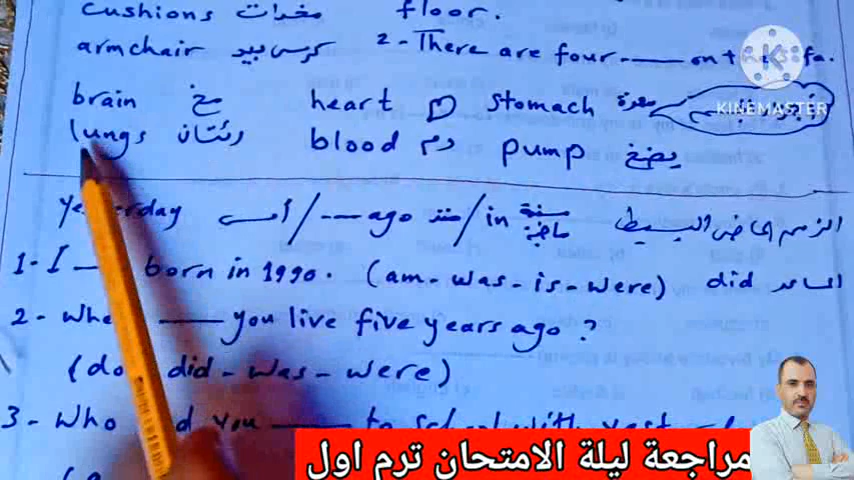 cushions مخدات floor.
armchair كرسى بيد 2- There are four ------ on fa.
KINEMASTER
brain مخ heart stomach معدة
lungs رئتان blood دم pump يضخ
yesterday أمس / --- ago منذ / in سنة ماضية الزمن الماضى البسيط
1- I born in 1990. (am - was - is - were) did المساعد
2- whe you live five years ago?
(do did - was - were)
3- Who you to school with yest
مراجعة ليلة الامتحان ترم اول